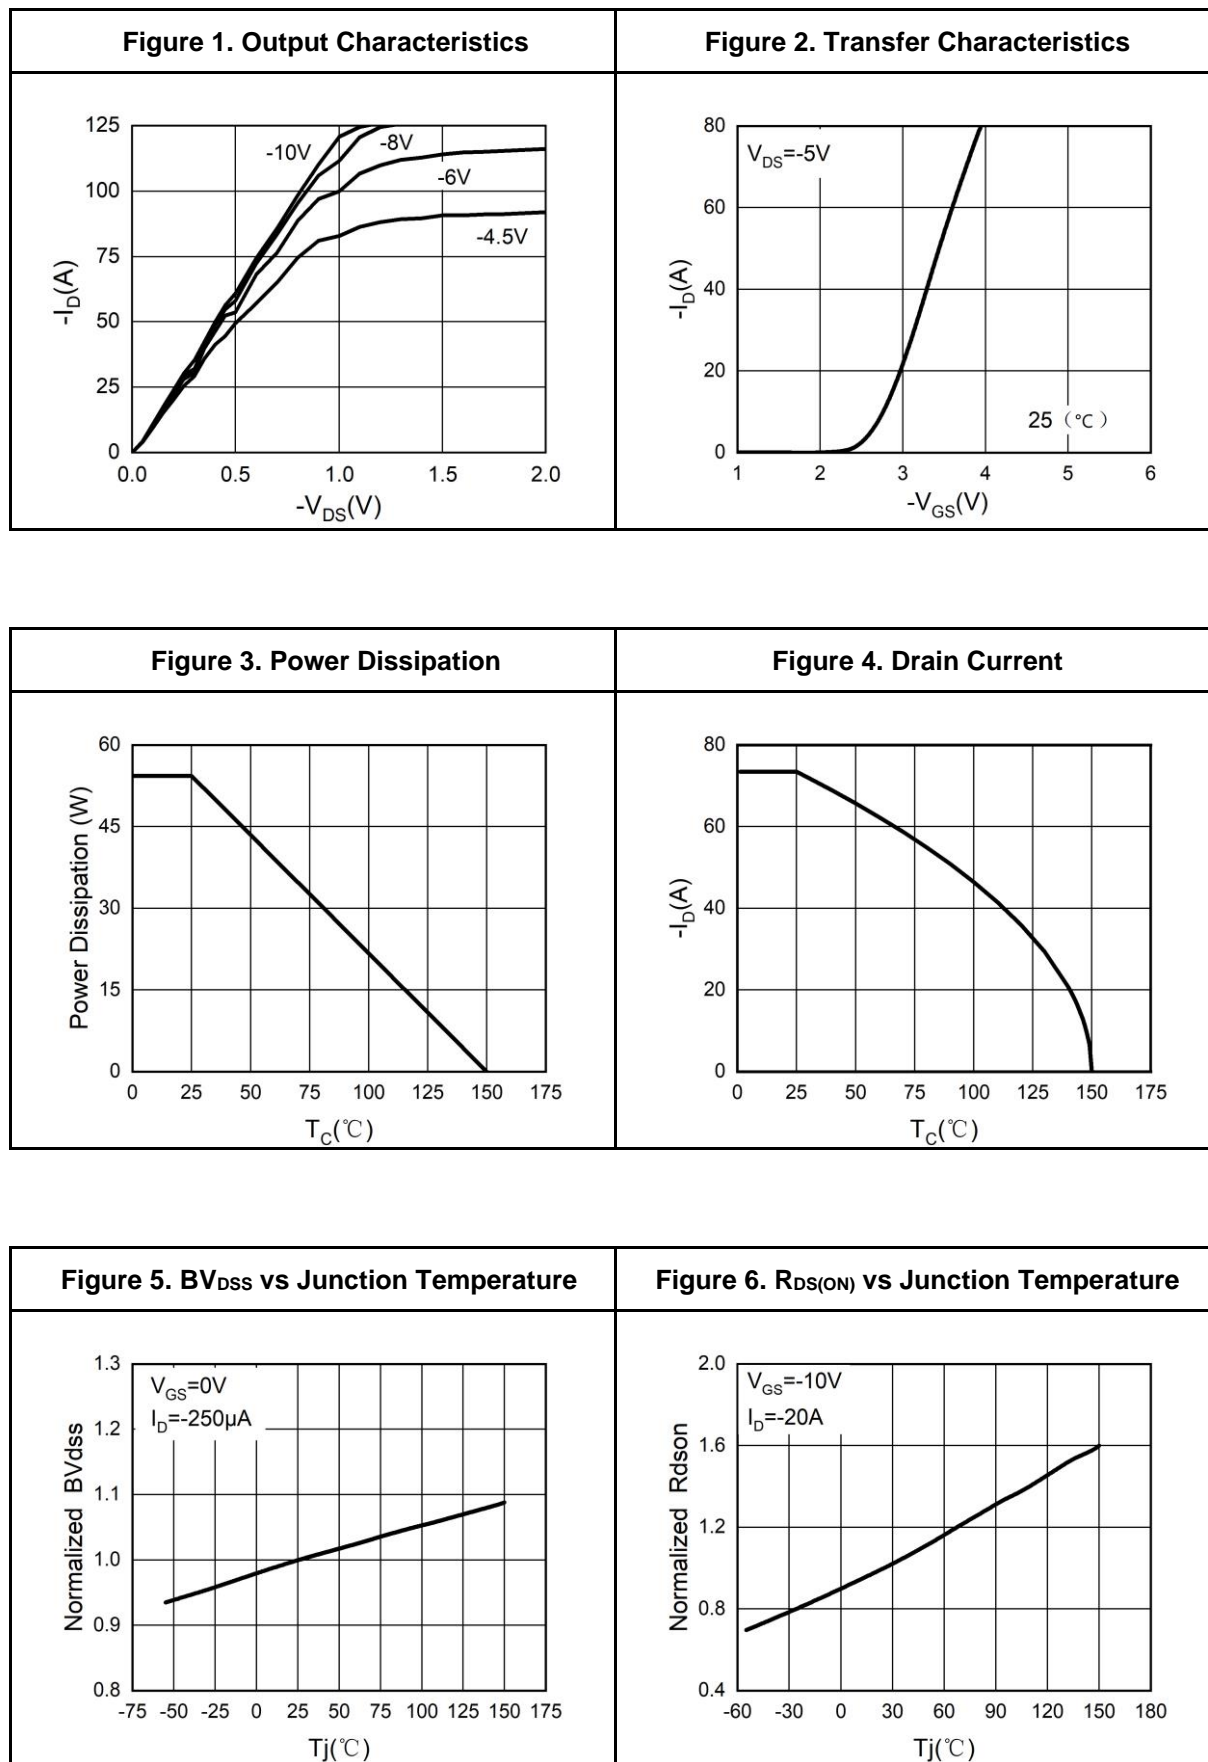 Figure 1. Output Characteristics
Figure 2. Transfer Characteristics
125
100
75
50
25
0
-I_D(A)
-10V
-8V
-6V
-4.5V
0.0 0.5 1.0 1.5 2.0
-V_DS(V)
80
60
40
20
0
-I_D(A)
V_DS=-5V
25（℃）
1 2 3 4 5 6
-V_GS(V)
Figure 3. Power Dissipation
Figure 4. Drain Current
60
45
30
15
0
Power Dissipation (W)
0 25 50 75 100 125 150 175
T_C(℃)
80
60
40
20
0
-I_D(A)
0 25 50 75 100 125 150 175
T_C(℃)
Figure 5. BV_DSS vs Junction Temperature
Figure 6. R_DS(ON) vs Junction Temperature
1.3
1.2
1.1
1.0
0.9
0.8
Normalized BVdss
V_GS=0V
I_D=-250μA
-75 -50 -25 0 25 50 75 100 125 150 175
Tj(℃)
2.0
1.6
1.2
0.8
0.4
Normalized Rdson
V_GS=-10V
I_D=-20A
-60 -30 0 30 60 90 120 150 180
Tj(℃)